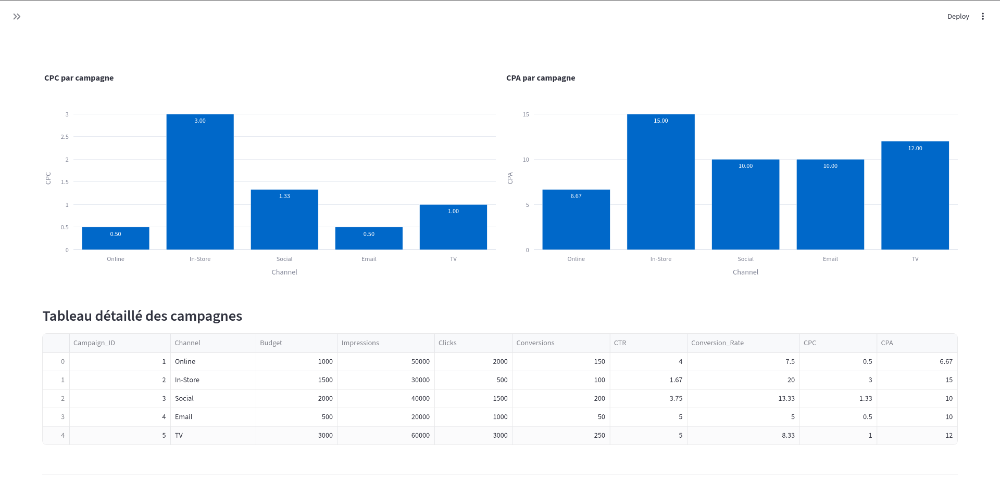 Deploy
CPC par campagne
3
2.5
2
1.5
1
0.5
0
CPC
3.00
1.33
1.00
0.50
0.50
Online In-Store Social Email TV
Channel
CPA par campagne
15
10
5
0
CPA
15.00
12.00
10.00
10.00
6.67
Online In-Store Social Email TV
Channel
Tableau détaillé des campagnes
Campaign_ID Channel Budget Impressions Clicks Conversions CTR Conversion_Rate CPC CPA
0 1 Online 1000 50000 2000 150 4 7.5 0.5 6.67
1 2 In-Store 1500 30000 500 100 1.67 20 3 15
2 3 Social 2000 40000 1500 200 3.75 13.33 1.33 10
3 4 Email 500 20000 1000 50 5 5 0.5 10
4 5 TV 3000 60000 3000 250 5 8.33 1 12